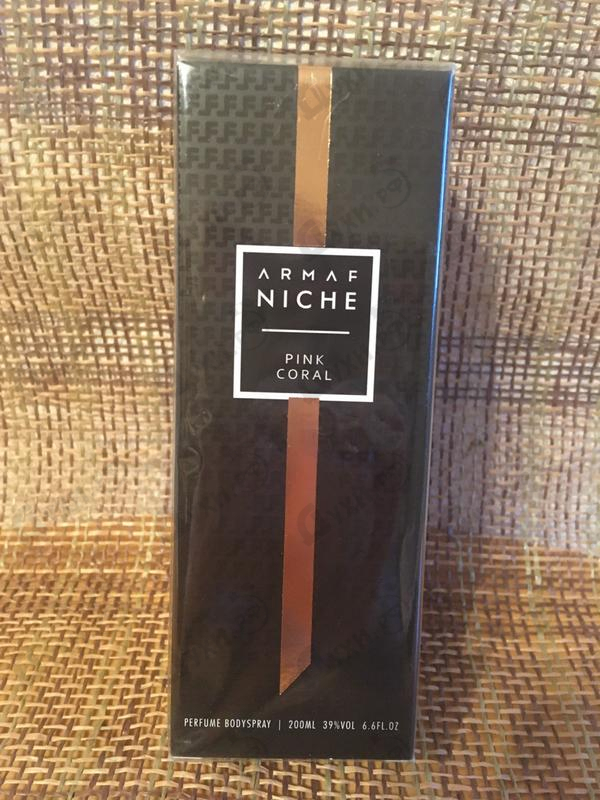 ARMAF
NICHE
PINK
CORAL
PERFUME BODYSPRAY | 200ML 39%VOL 6.6FL.OZ